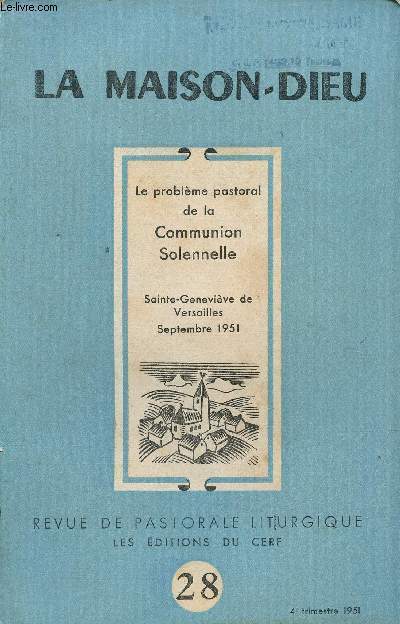 Le-livre.com
LA MAISON-DIEU
Le problème pastoral
de la
Communion
Solennelle
Sainte-Geneviève de
Versailles
Septembre 1951
REVUE DE PASTORALE LITURGIQUE
LES ÉDITIONS DU CERF
28
4e trimestre 1951